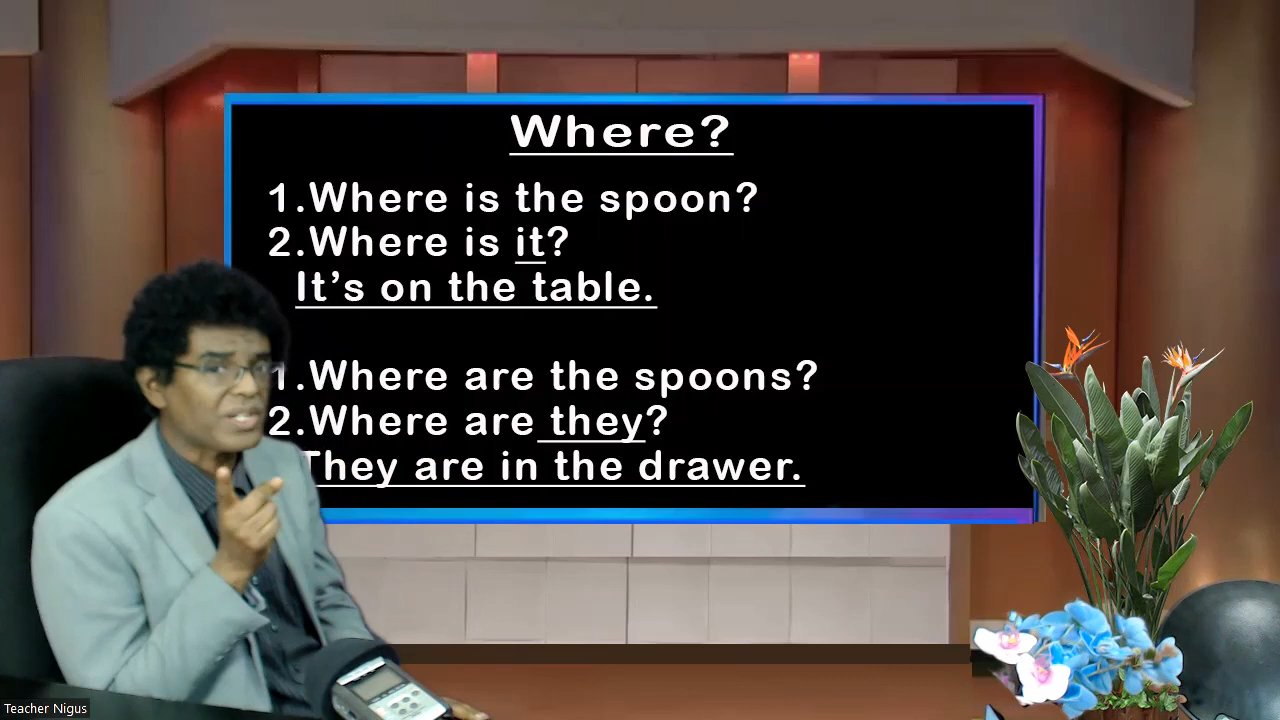 Where?
1.Where is the spoon?
2.Where is it?
It's on the table.
1.Where are the spoons?
2.Where are they?
They are in the drawer.
Teacher Nigus